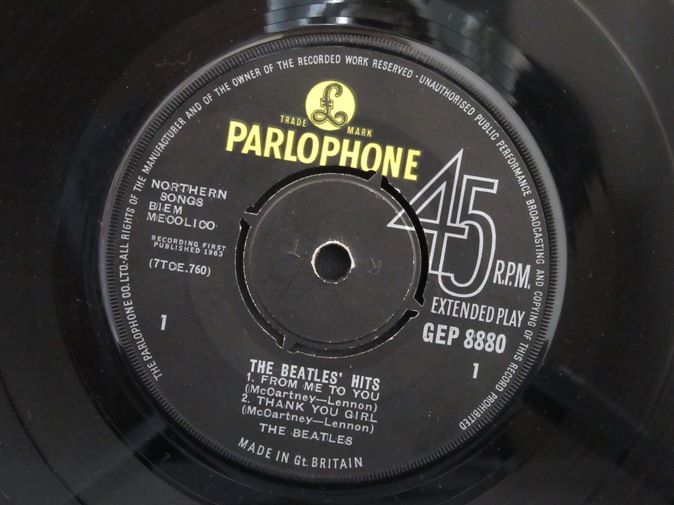 THE PARLOPHONE CO. LTD.·ALL RIGHTS OF THE MANUFACTURER AND OF THE OWNER OF THE RECORDED WORK RESERVED · UNAUTHORISED PUBLIC PERFORMANCE BROADCASTING AND COPYING OF THIS RECORD PROHIBITED
£
TRADE MARK
PARLOPHONE
45
R.P.M.
EXTENDED PLAY
GEP 8880
1
NORTHERN
SONGS
BIEM
MECOLICO
RECORDING FIRST
PUBLISHED 1963
(7TCE.760)
1
K T
THE BEATLES' HITS
1. FROM ME TO YOU
(McCartney—Lennon)
2. THANK YOU GIRL
(McCartney—Lennon)
THE BEATLES
MADE IN Gt. BRITAIN